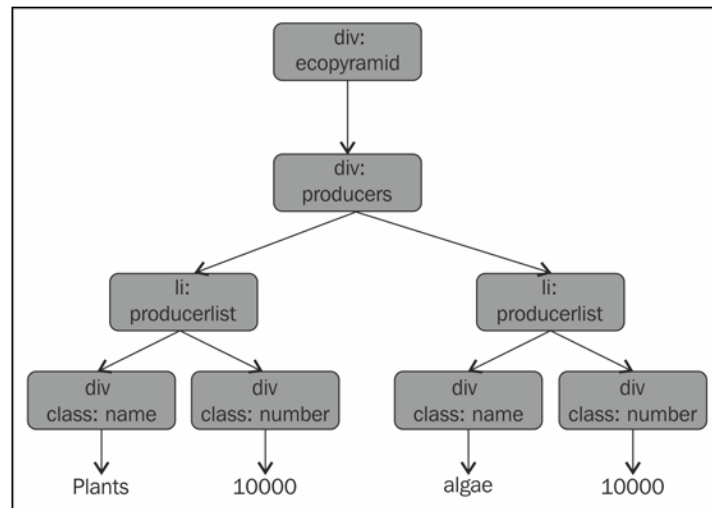 div:
ecopyramid
div:
producers
li:
producerlist
li:
producerlist
div
class: name
div
class: number
div
class: name
div
class: number
Plants
10000
algae
10000